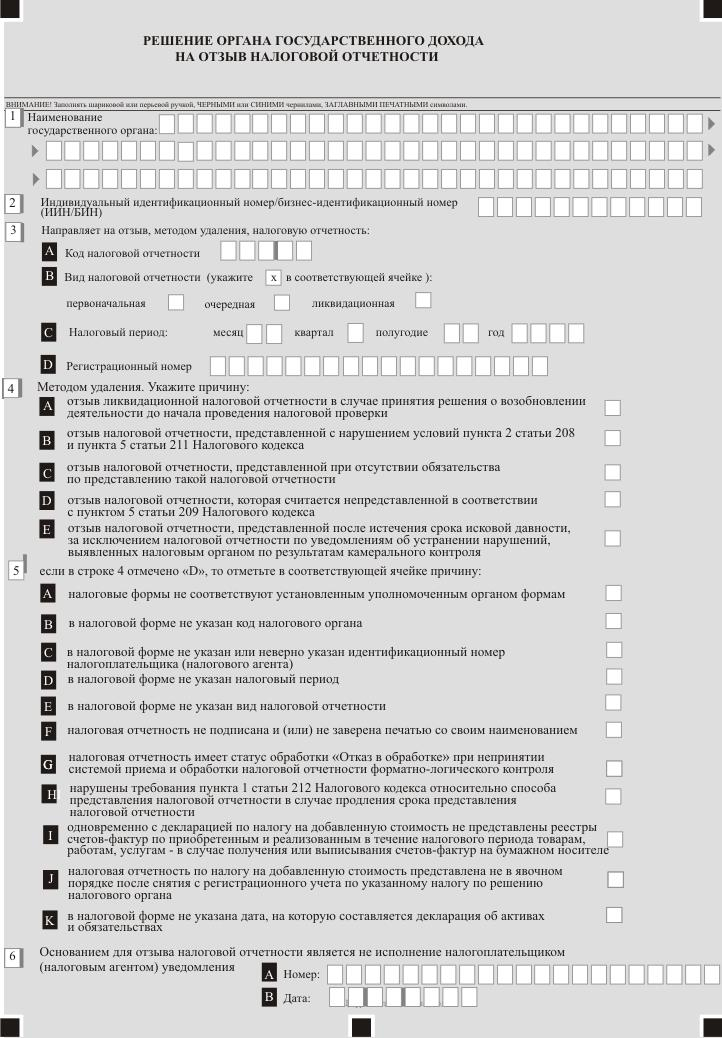 РЕШЕНИЕ ОРГАНА ГОСУДАРСТВЕННОГО ДОХОДА
НА ОТЗЫВ НАЛОГОВОЙ ОТЧЕТНОСТИ
ВНИМАНИЕ! Заполнять шариковой или перьевой ручкой, ЧЕРНЫМИ или СИНИМИ чернилами, ЗАГЛАВНЫМИ ПЕЧАТНЫМИ символами.
1 Наименование
государственного органа:
2 Индивидуальный идентификационный номер/бизнес-идентификационный номер
(ИИН/БИН)
3 Направляет на отзыв, методом удаления, налоговую отчетность:
A Код налоговой отчетности
B Вид налоговой отчетности (укажите x в соответствующей ячейке ):
первоначальная очередная ликвидационная
C Налоговый период: месяц квартал полугодие год
D Регистрационный номер
4 Методом удаления. Укажите причину:
A отзыв ликвидационной налоговой отчетности в случае принятия решения о возобновлении
деятельности до начала проведения налоговой проверки
B отзыв налоговой отчетности, представленной с нарушением условий пункта 2 статьи 208
и пункта 5 статьи 211 Налогового кодекса
C отзыв налоговой отчетности, представленной при отсутствии обязательства
по представлению такой налоговой отчетности
D отзыв налоговой отчетности, которая считается непредставленной в соответствии
с пунктом 5 статьи 209 Налогового кодекса
E отзыв налоговой отчетности, представленной после истечения срока исковой давности,
за исключением налоговой отчетности по уведомлениям об устранении нарушений,
выявленных налоговым органом по результатам камерального контроля
5 если в строке 4 отмечено «D», то отметьте в соответствующей ячейке причину:
A налоговые формы не соответствуют установленным уполномоченным органом формам
B в налоговой форме не указан код налогового органа
C в налоговой форме не указан или неверно указан идентификационный номер
налогоплательщика (налогового агента)
D в налоговой форме не указан налоговый период
E в налоговой форме не указан вид налоговой отчетности
F налоговая отчетность не подписана и (или) не заверена печатью со своим наименованием
G налоговая отчетность имеет статус обработки «Отказ в обработке» при непринятии
системой приема и обработки налоговой отчетности форматно-логического контроля
H нарушены требования пункта 1 статьи 212 Налогового кодекса относительно способа
представления налоговой отчетности в случае продления срока представления
налоговой отчетности
I одновременно с декларацией по налогу на добавленную стоимость не представлены реестры
счетов-фактур по приобретенным и реализованным в течение налогового периода товарам,
работам, услугам - в случае получения или выписывания счетов-фактур на бумажном носителе
J налоговая отчетность по налогу на добавленную стоимость представлена не в явочном
порядке после снятия с регистрационного учета по указанному налогу по решению
налогового органа
K в налоговой форме не указана дата, на которую составляется декларация об активах
и обязательствах
6 Основанием для отзыва налоговой отчетности является не исполнение налогоплательщиком
(налоговым агентом) уведомления
A Номер:
B Дата: